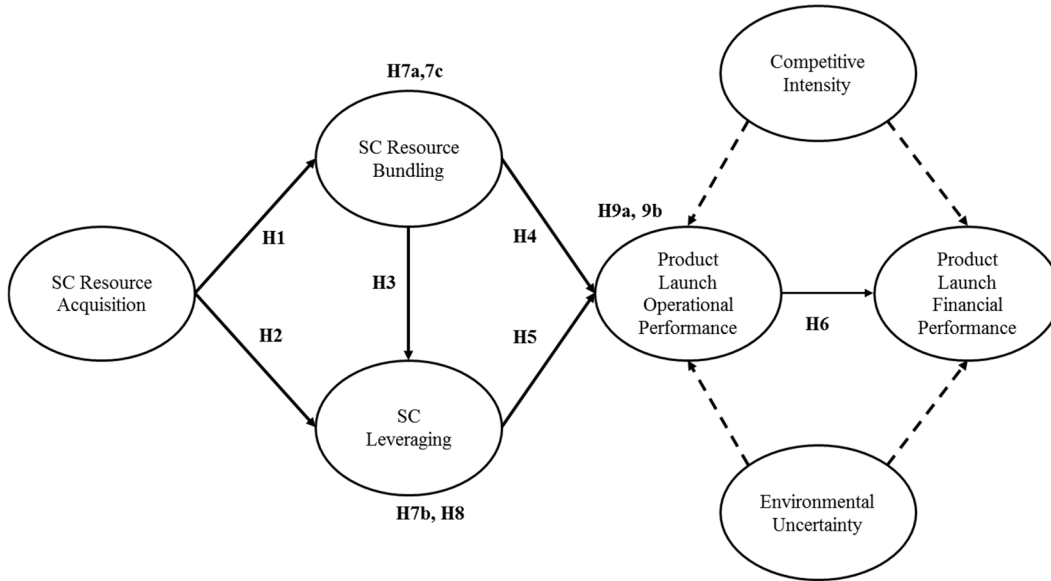 Competitive
Intensity
H7a,7c
SC Resource
Bundling
H9a, 9b
H1
H4
SC Resource
Acquisition
H3
Product
Launch
Operational
Performance
Product
Launch
Financial
Performance
H2
H5
H6
SC
Leveraging
H7b, H8
Environmental
Uncertainty